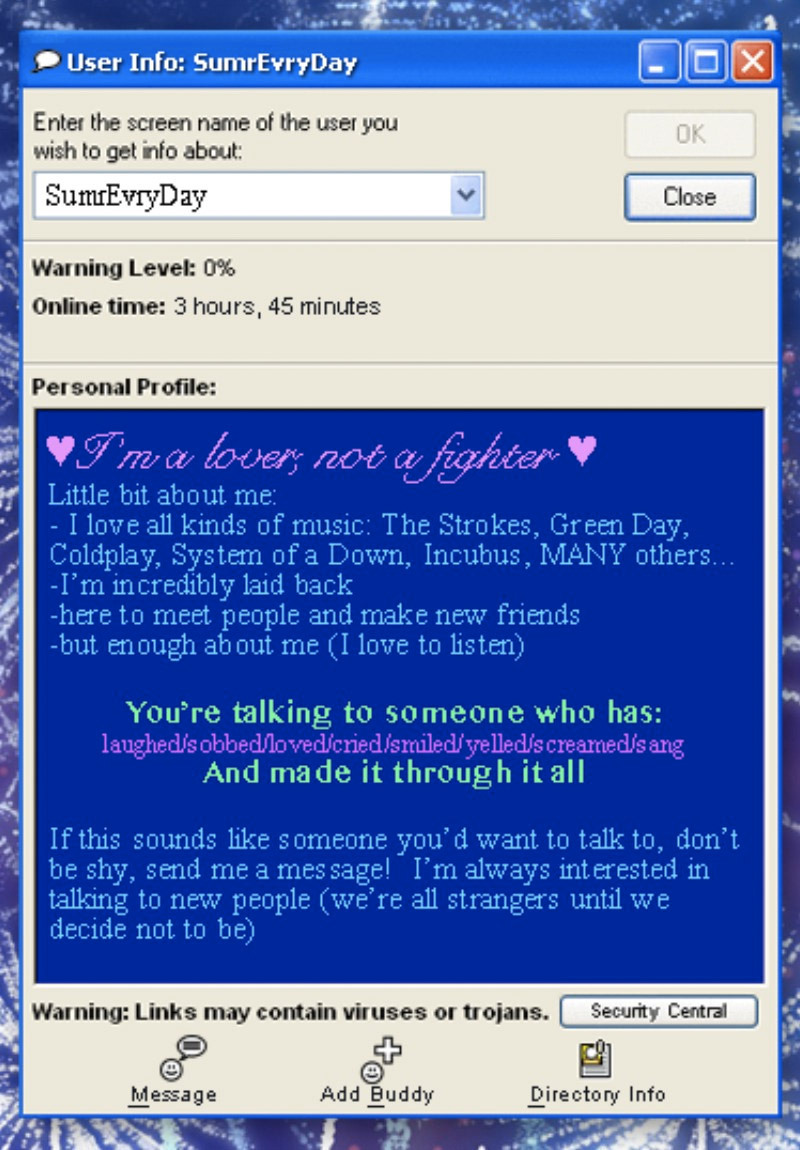 User Info: SumrEvryDay
Enter the screen name of the user you
wish to get info about:
OK
SumrEvryDay
Close
Warning Level: 0%
Online time: 3 hours, 45 minutes
Personal Profile:
♥I'm a lover, not a fighter ♥
Little bit about me:
- I love all kinds of music: The Strokes, Green Day,
Coldplay, System of a Down, Incubus, MANY others...
-I'm incredibly laid back
-here to meet people and make new friends
-but enough about me (I love to listen)
You're talking to someone who has:
laughed/sobbed/loved/cried/smiled/yelled/screamed/sang
And made it through it all
If this sounds like someone you'd want to talk to, don't
be shy, send me a message! I'm always interested in
talking to new people (we're all strangers until we
decide not to be)
Warning: Links may contain viruses or trojans.
Security Central
Message
Add Buddy
Directory Info